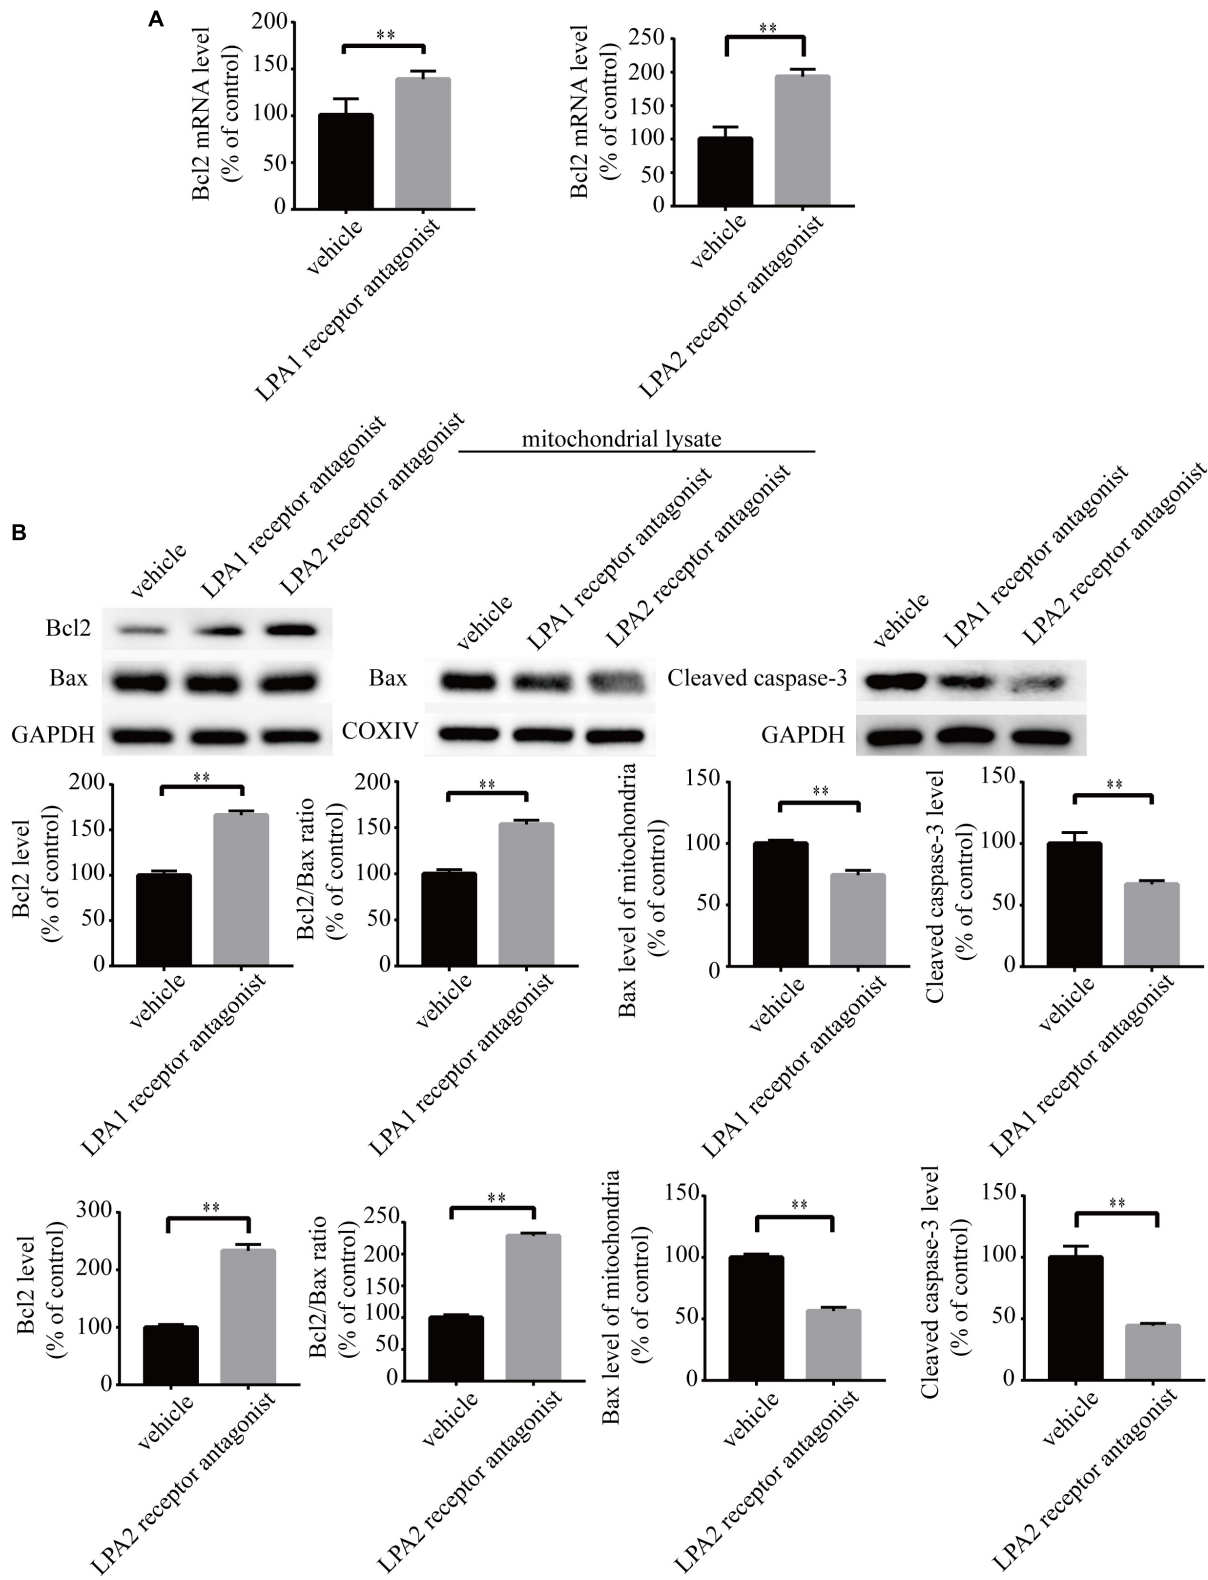 A
200
150
100
50
0
Bcl2 mRNA level
(% of control)
**
vehicle
LPA1 receptor antagonist
250
200
150
100
50
0
Bcl2 mRNA level
(% of control)
**
vehicle
LPA2 receptor antagonist
B
vehicle
LPA1 receptor antagonist
LPA2 receptor antagonist
Bcl2
Bax
GAPDH
mitochondrial lysate
vehicle
LPA1 receptor antagonist
LPA2 receptor antagonist
Bax
COXIV
vehicle
LPA1 receptor antagonist
LPA2 receptor antagonist
Cleaved caspase-3
GAPDH
200
150
100
50
0
Bcl2 level
(% of control)
**
vehicle
LPA1 receptor antagonist
200
150
100
50
0
Bcl2/Bax ratio
(% of control)
**
vehicle
LPA1 receptor antagonist
150
100
50
0
Bax level of mitochondria
(% of control)
**
vehicle
LPA1 receptor antagonist
150
100
50
0
Cleaved caspase-3 level
(% of control)
**
vehicle
LPA1 receptor antagonist
300
200
100
0
Bcl2 level
(% of control)
**
vehicle
LPA2 receptor antagonist
250
200
150
100
50
0
Bcl2/Bax ratio
(% of control)
**
vehicle
LPA2 receptor antagonist
150
100
50
0
Bax level of mitochondria
(% of control)
**
vehicle
LPA2 receptor antagonist
150
100
50
0
Cleaved caspase-3 level
(% of control)
**
vehicle
LPA2 receptor antagonist